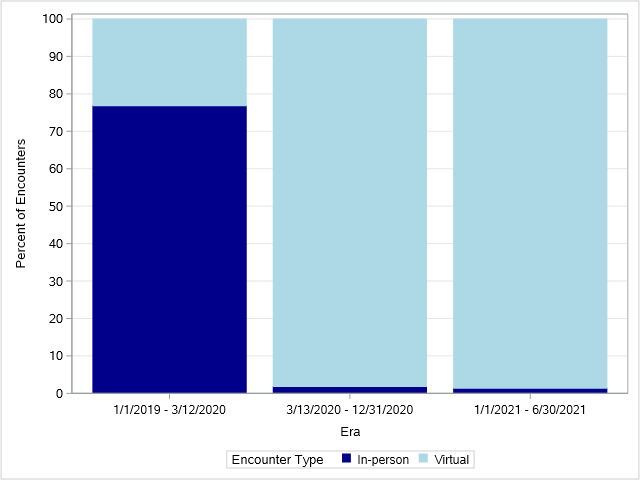 100
90
80
70
60
50
40
30
20
10
0
Percent of Encounters
1/1/2019 - 3/12/2020
3/13/2020 - 12/31/2020
1/1/2021 - 6/30/2021
Era
Encounter Type In-person Virtual